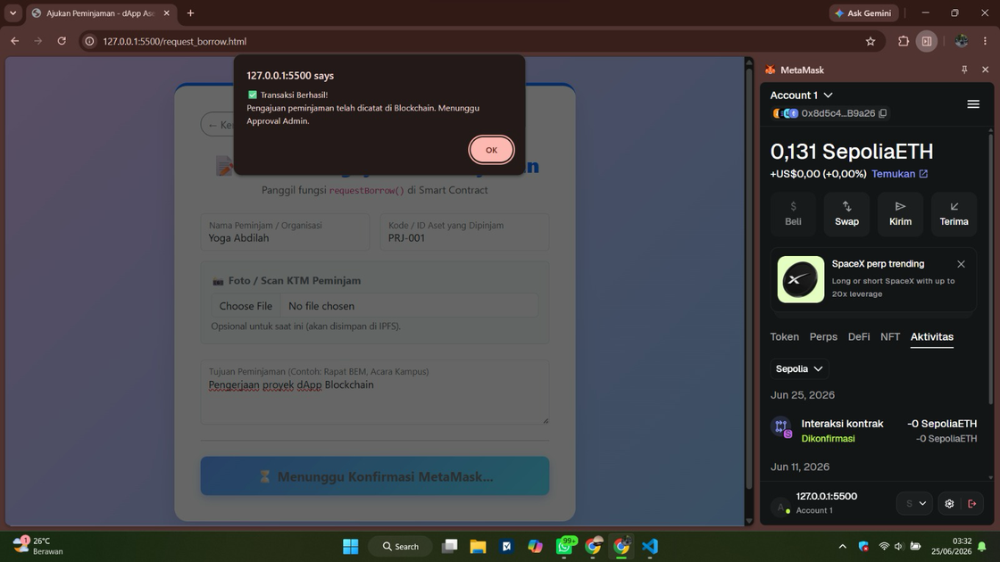 Ajukan Peminjaman - dApp Ase
Ask Gemini
127.0.0.1:5500/request_borrow.html
127.0.0.1:5500 says
✅ Transaksi Berhasil!
Pengajuan peminjaman telah dicatat di Blockchain. Menunggu
Approval Admin.
OK
Panggil fungsi requestBorrow() di Smart Contract
Nama Peminjam / Organisasi
Yoga Abdilah
Kode / ID Aset yang Dipinjam
PRJ-001
📸 Foto / Scan KTM Peminjam
Choose File
No file chosen
Opsional untuk saat ini (akan disimpan di IPFS).
Tujuan Peminjaman (Contoh: Rapat BEM, Acara Kampus)
Pengerjaan proyek dApp Blockchain
⏳ Menunggu Konfirmasi MetaMask...
MetaMask
Account 1
0x8d5c4...B9a26
0,131 SepoliaETH
+US$0,00 (+0,00%) Temukan
Beli
Swap
Kirim
Terima
SpaceX perp trending
Long or short SpaceX with up to
20x leverage
Token
Perps
DeFi
NFT
Aktivitas
Sepolia
Jun 25, 2026
Interaksi kontrak
-0 SepoliaETH
Dikonfirmasi
-0 SepoliaETH
Jun 11, 2026
A
127.0.0.1:5500
Account 1
S
1
26°C
Berawan
Search
99+
03:32
25/06/2026